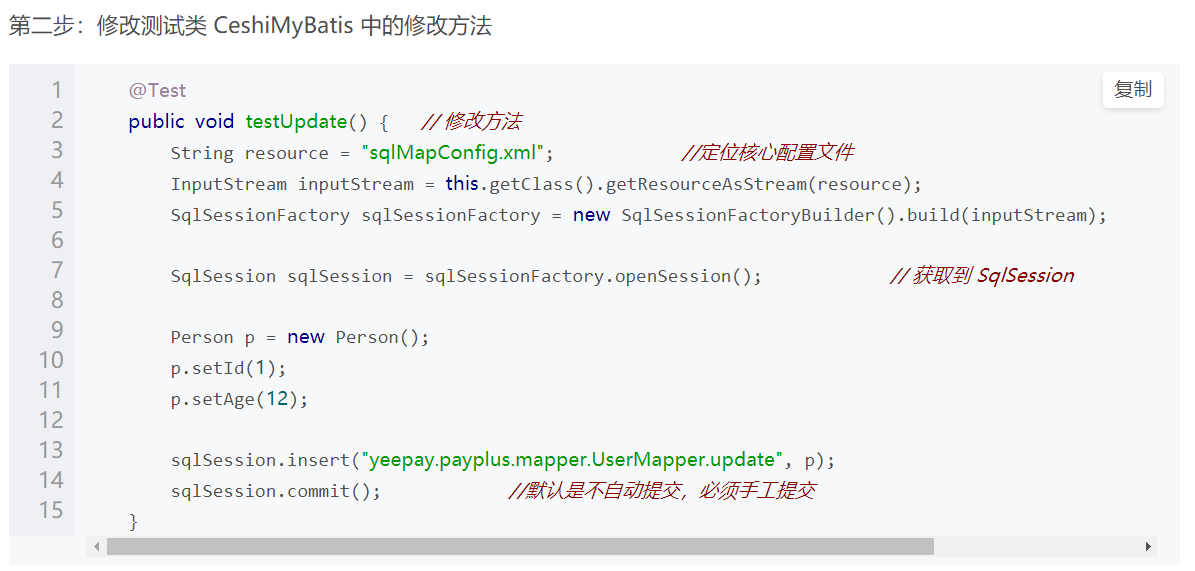 第二步：修改测试类 CeshiMyBatis 中的修改方法
复制
1 @Test
2 public void testUpdate() { // 修改方法
3 String resource = "sqlMapConfig.xml"; //定位核心配置文件
4 InputStream inputStream = this.getClass().getResourceAsStream(resource);
5 SqlSessionFactory sqlSessionFactory = new SqlSessionFactoryBuilder().build(inputStream);
6
7 SqlSession sqlSession = sqlSessionFactory.openSession(); // 获取到 SqlSession
8
9 Person p = new Person();
10 p.setId(1);
11 p.setAge(12);
12
13 sqlSession.insert("yeepay.payplus.mapper.UserMapper.update", p);
14 sqlSession.commit(); //默认是不自动提交，必须手工提交
15 }